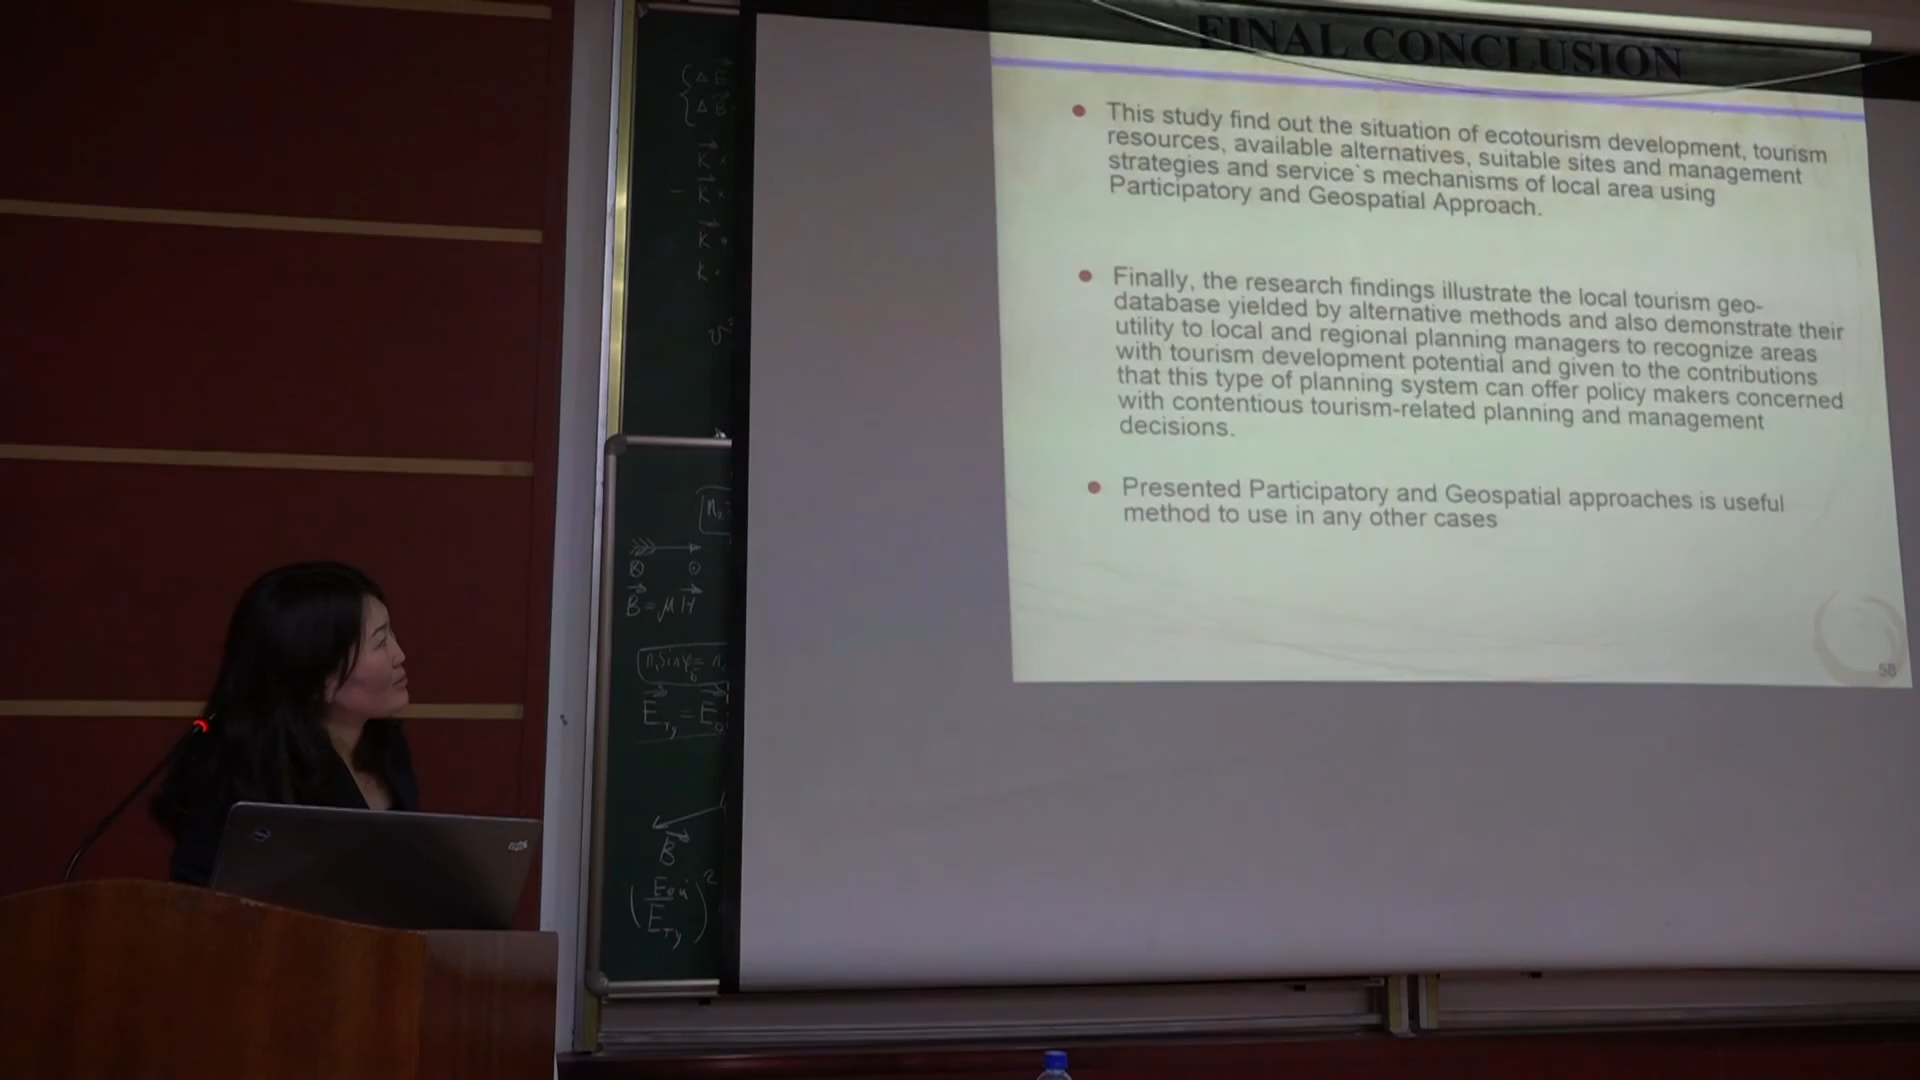 FINAL CONCLUSION
This study find out the situation of ecotourism development, tourism
resources, available alternatives, suitable sites and management
strategies and service`s mechanisms of local area using
Participatory and Geospatial Approach.
Finally, the research findings illustrate the local tourism geo-
database yielded by alternative methods and also demonstrate their
utility to local and regional planning managers to recognize areas
with tourism development potential and given to the contributions
that this type of planning system can offer policy makers concerned
with contentious tourism-related planning and management
decisions.
Presented Participatory and Geospatial approaches is useful
method to use in any other cases
58
B = μH